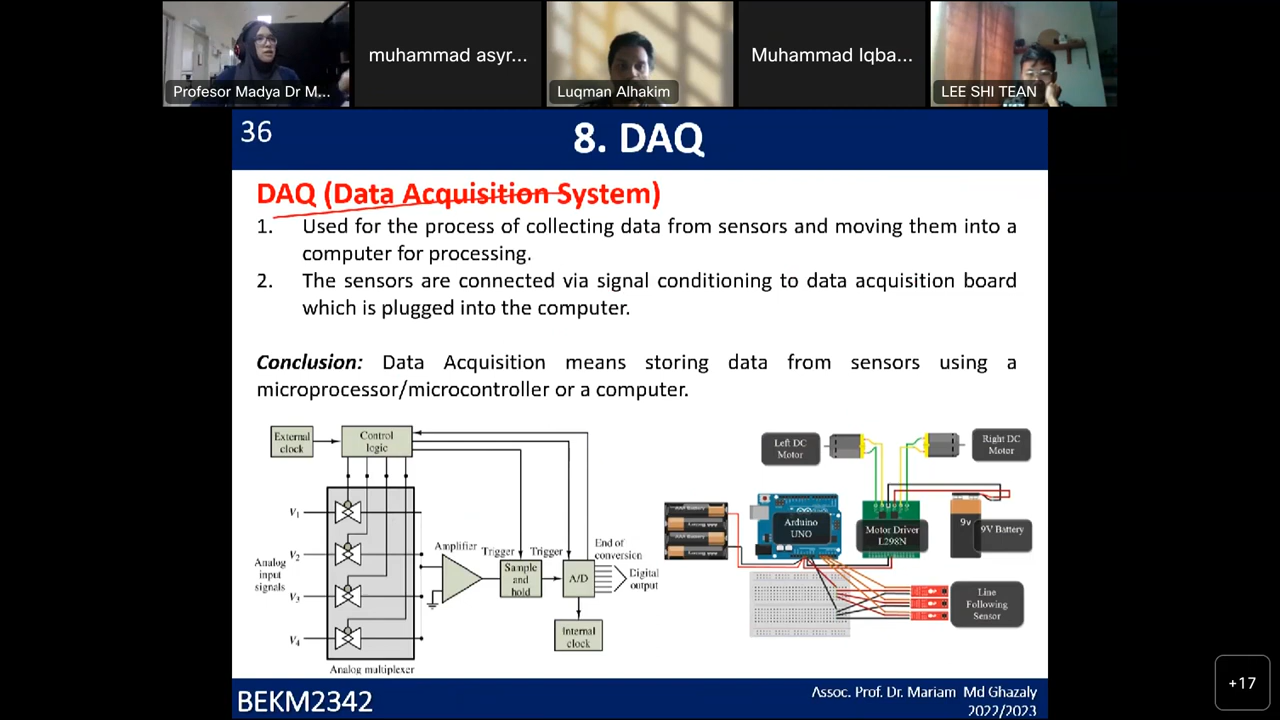 Profesor Madya Dr M...
muhammad asyr...
Luqman Alhakim
Muhammad Iqba...
LEE SHI TEAN
36
8. DAQ
DAQ (Data Acquisition System)
1. Used for the process of collecting data from sensors and moving them into a
computer for processing.
2. The sensors are connected via signal conditioning to data acquisition board
which is plugged into the computer.
Conclusion: Data Acquisition means storing data from sensors using a
microprocessor/microcontroller or a computer.
External
clock
Control
logic
V1
V2
V3
V4
Analog
input
signals
Analog multiplexer
Amplifier
Trigger
Trigger
Sample
and
hold
A/D
End of
conversion
Digital
output
Internal
clock
Left DC
Motor
Right DC
Motor
Arduino
UNO
Motor Driver
L298N
9v
9V Battery
Line
Following
Sensor
BEKM2342
Assoc. Prof. Dr. Mariam Md Ghazaly
2022/2023
+17